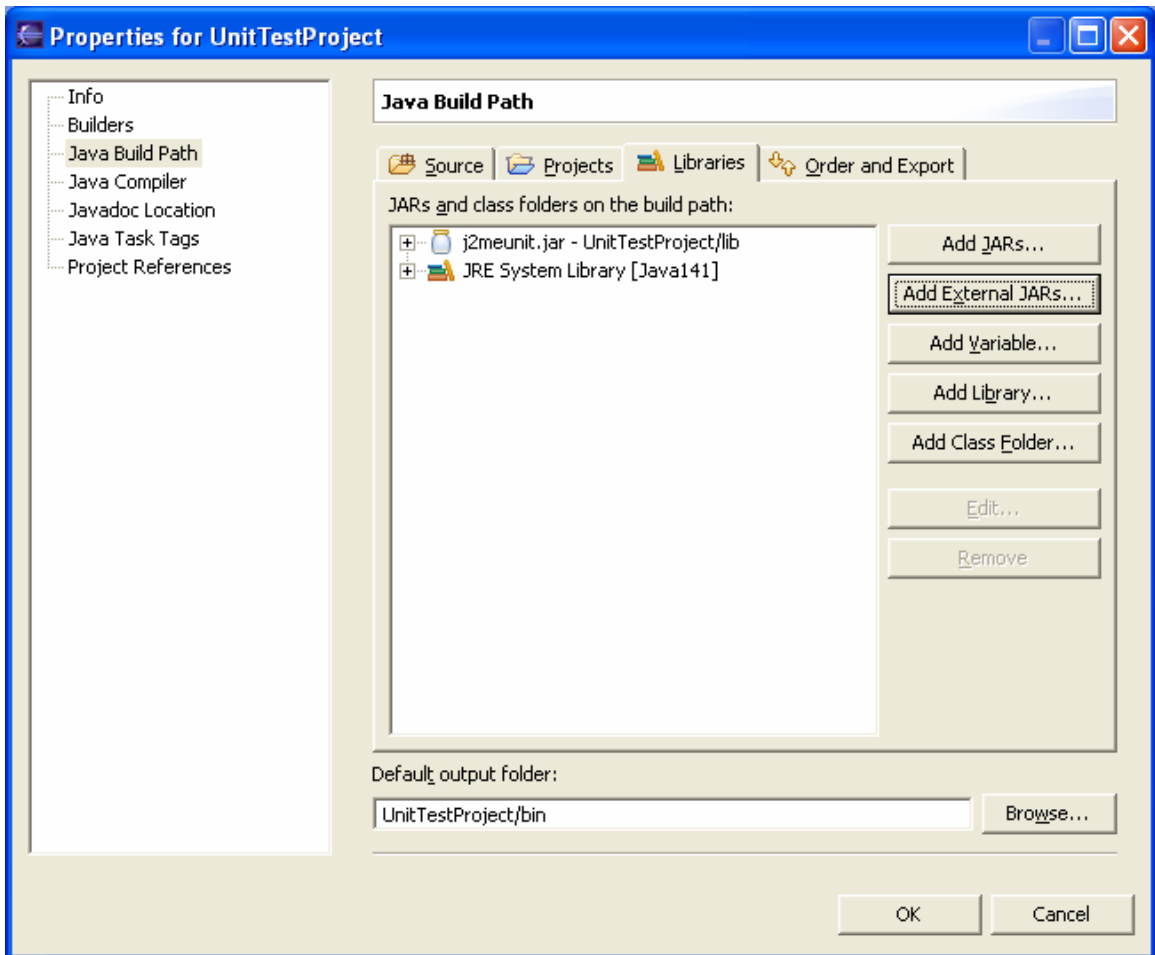 Properties for UnitTestProject
Info
Builders
Java Build Path
Java Compiler
Javadoc Location
Java Task Tags
Project References
Java Build Path
Source
Projects
Libraries
Order and Export
JARs and class folders on the build path:
j2meunit.jar - UnitTestProject/lib
JRE System Library [Java141]
Add JARs...
Add External JARs...
Add Variable...
Add Library...
Add Class Folder...
Edit...
Remove
Default output folder:
UnitTestProject/bin
Browse...
OK
Cancel